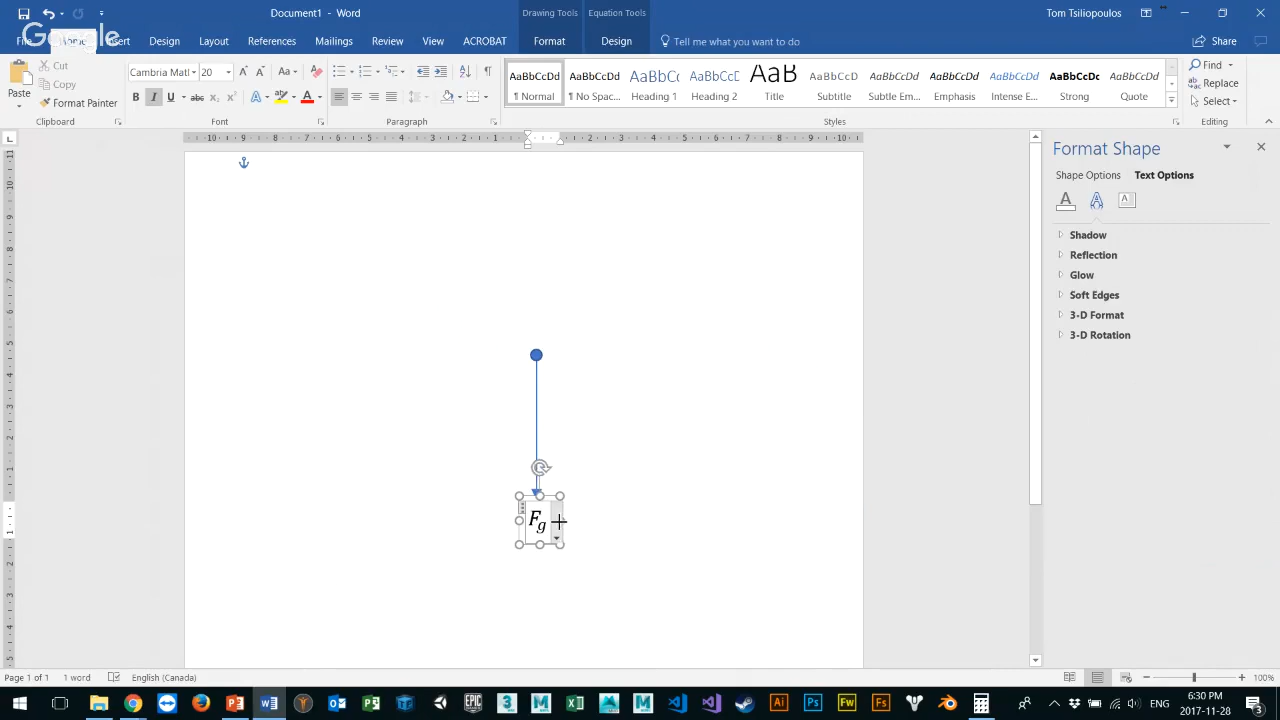 Document1 - Word
Drawing Tools
Equation Tools
Tom Tsiliopoulos
Google
Insert
Design
Layout
References
Mailings
Review
View
ACROBAT
Format
Design
Tell me what you want to do
Share
Paste
Cut
Copy
Format Painter
Clipboard
Cambria Mat
20
Font
Paragraph
AaBbCcDd
¶ Normal
AaBbCcDd
¶ No Spac...
AaBbCc
Heading 1
AaBbCcD
Heading 2
AaB
Title
AaBbCcD
Subtitle
AaBbCcDd
Subtle Em...
AaBbCcDd
Emphasis
AaBbCcDd
Intense E...
AaBbCcDc
Strong
AaBbCcDd
Quote
Styles
Find
Replace
Select
Editing
Format Shape
Shape Options
Text Options
Shadow
Reflection
Glow
Soft Edges
3-D Format
3-D Rotation
Fg
Page 1 of 1
1 word
English (Canada)
100%
ENG
6:30 PM
2017-11-28